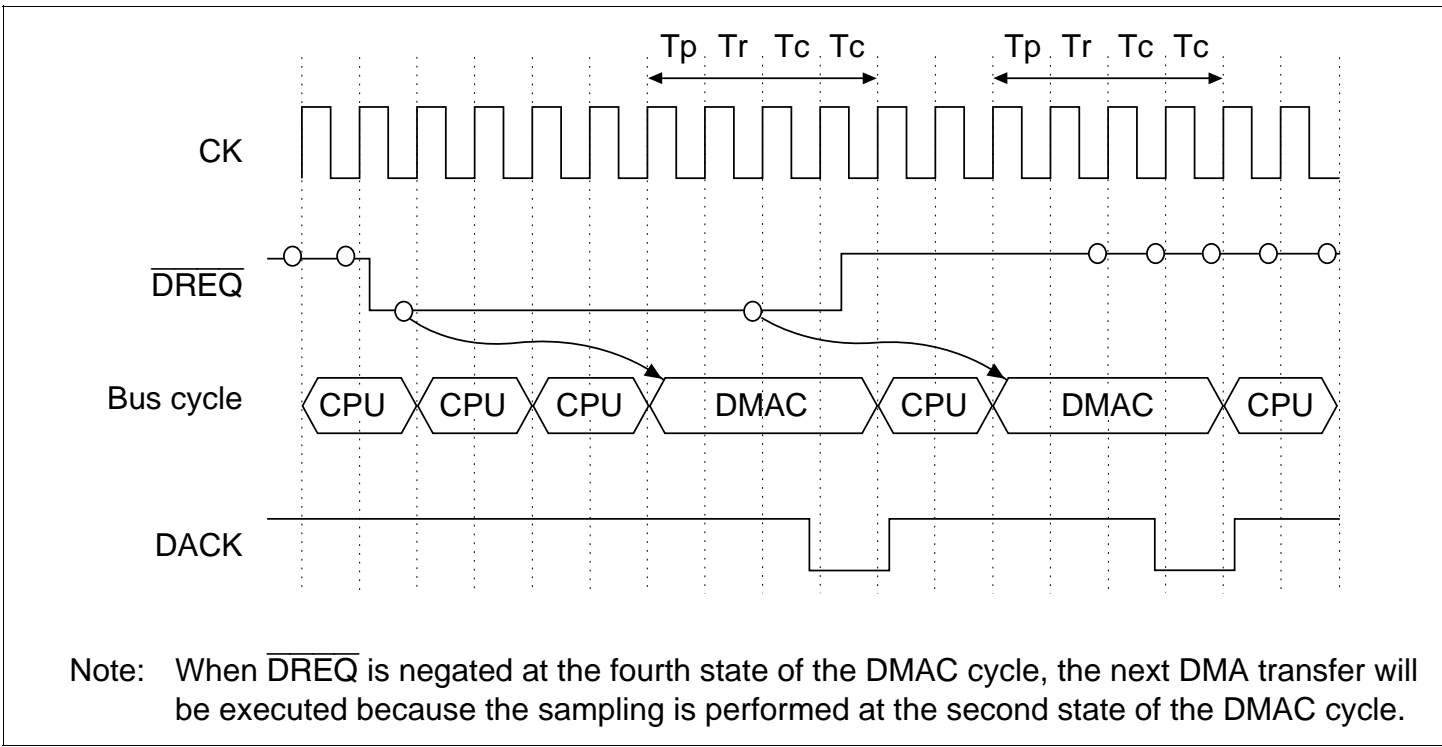 Tp Tr Tc Tc Tp Tr Tc Tc
CK
DREQ
Bus cycle CPU CPU CPU DMAC CPU DMAC CPU
DACK
Note: When DREQ is negated at the fourth state of the DMAC cycle, the next DMA transfer will
be executed because the sampling is performed at the second state of the DMAC cycle.